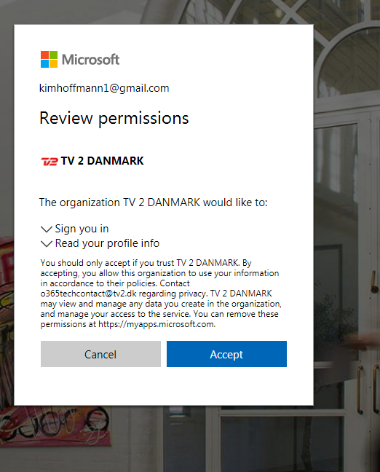 Microsoft
kimhoffmann1@gmail.com
Review permissions
TV 2 DANMARK
The organization TV 2 DANMARK would like to:
Sign you in
Read your profile info
You should only accept if you trust TV 2 DANMARK. By
accepting, you allow this organization to use your information
in accordance to their policies. Contact
o365techcontact@tv2.dk regarding privacy. TV 2 DANMARK
may view and manage any data you create in the organization,
and manage your access to the service. You can remove these
permissions at https://myapps.microsoft.com.
Cancel Accept